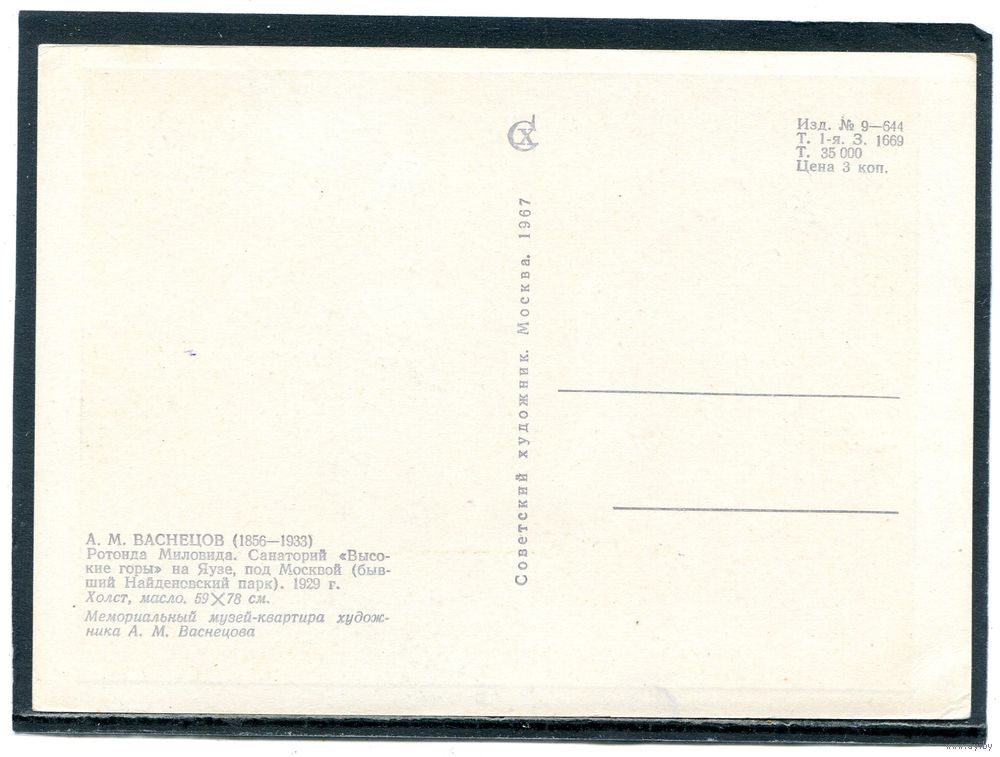 СХ
Изд. № 9—644
Т. 1-я. З. 1669
Т. 35 000
Цена 3 коп.
Советский художник. Москва. 1967
А. М. ВАСНЕЦОВ (1856—1933)
Ротонда Миловида. Санаторий «Высо-
кие горы» на Яузе, под Москвой (быв-
ший Найденовский парк). 1929 г.
Холст, масло. 59×78 см.
Мемориальный музей-квартира худож-
ника А. М. Васнецова